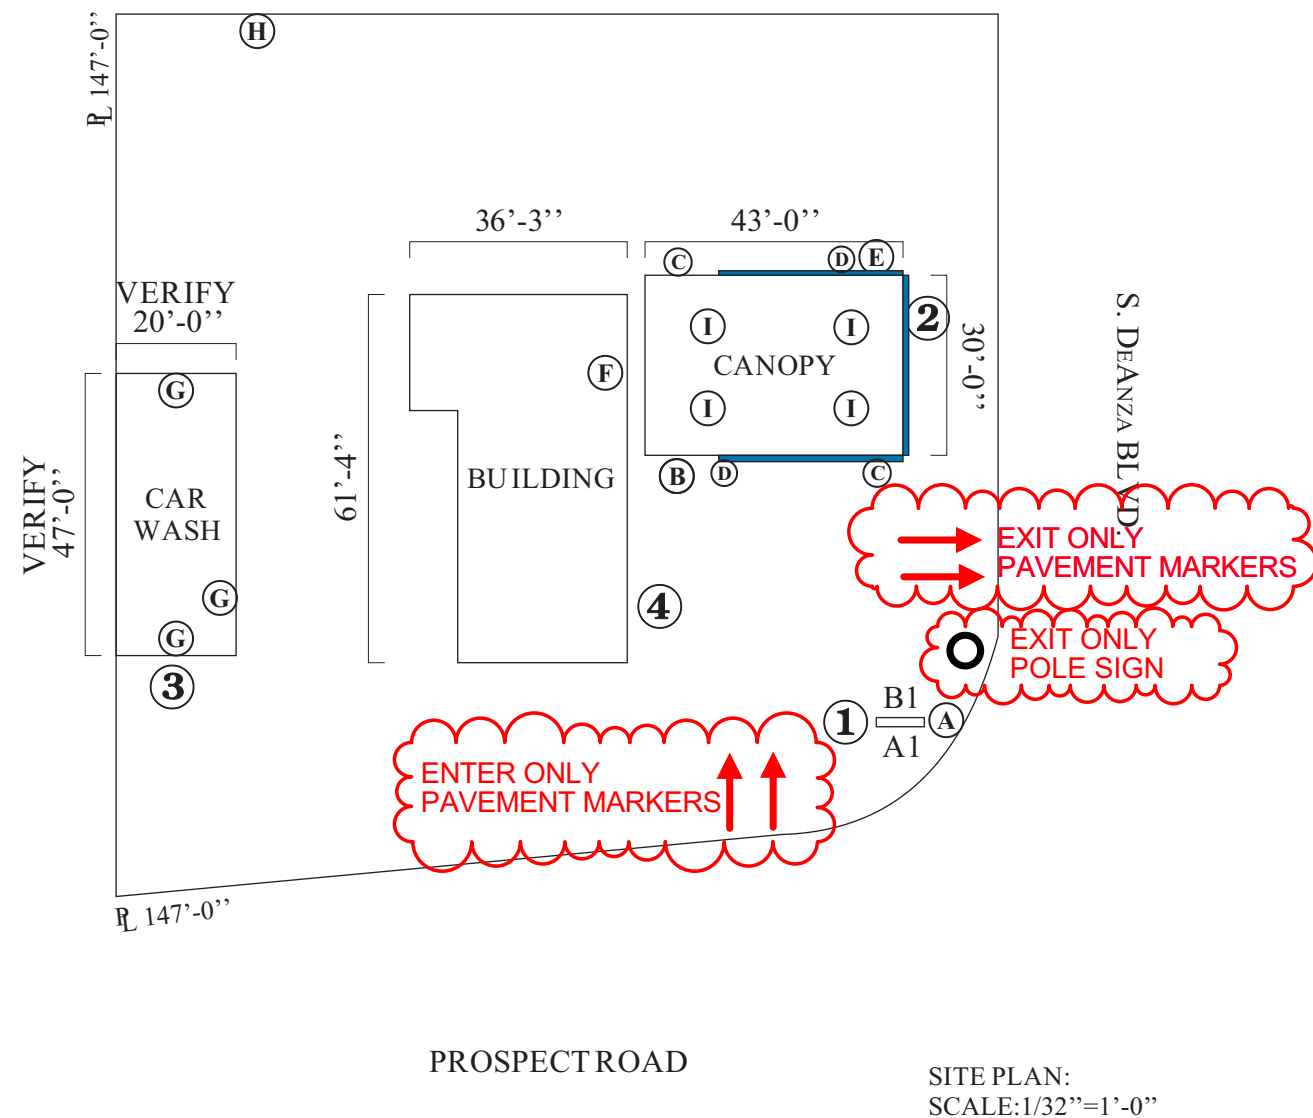 H
PL 147’-0’’
36’-3’’
43’-0’’
C
D
E
VERIFY
20’-0’’
2
I
I
30’-0’’
S. DEANZA BLVD.
CANOPY
F
G
I
I
61’-4’’
BUILDING
B
D
C
VERIFY
47’-0’’
CAR
WASH
EXIT ONLY
PAVEMENT MARKERS
G
4
G
EXIT ONLY
POLE SIGN
3
B1
1
A
A1
ENTER ONLY
PAVEMENT MARKERS
PL 147’-0’’
PROSPECT ROAD
SITE PLAN:
SCALE:1/32’’=1’-0’’